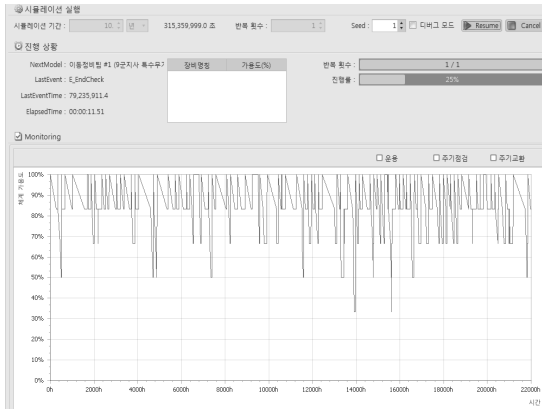 시뮬레이션 실행
시뮬레이션 기간 : 10. 년 315,359,999.0 초 반복 횟수 : 1 Seed : 1 디버그 모드 Resume Cancel
진행 상황
NextModel : 이동정비팀 #1 (9군지사 특수무기
장비명칭 가용도(%)
반복 횟수 : 1 / 1
LastEvent : E_EndCheck
진행률 : 25%
LastEventTime : 79,235,911.4
ElapsedTime : 00:00:11.51
Monitoring
운용 주기점검 주기교환
체계 가용도
100%
90%
80%
70%
60%
50%
40%
30%
20%
10%
0%
0h 2000h 4000h 6000h 8000h 10000h 12000h 14000h 16000h 18000h 20000h 22000h
시간